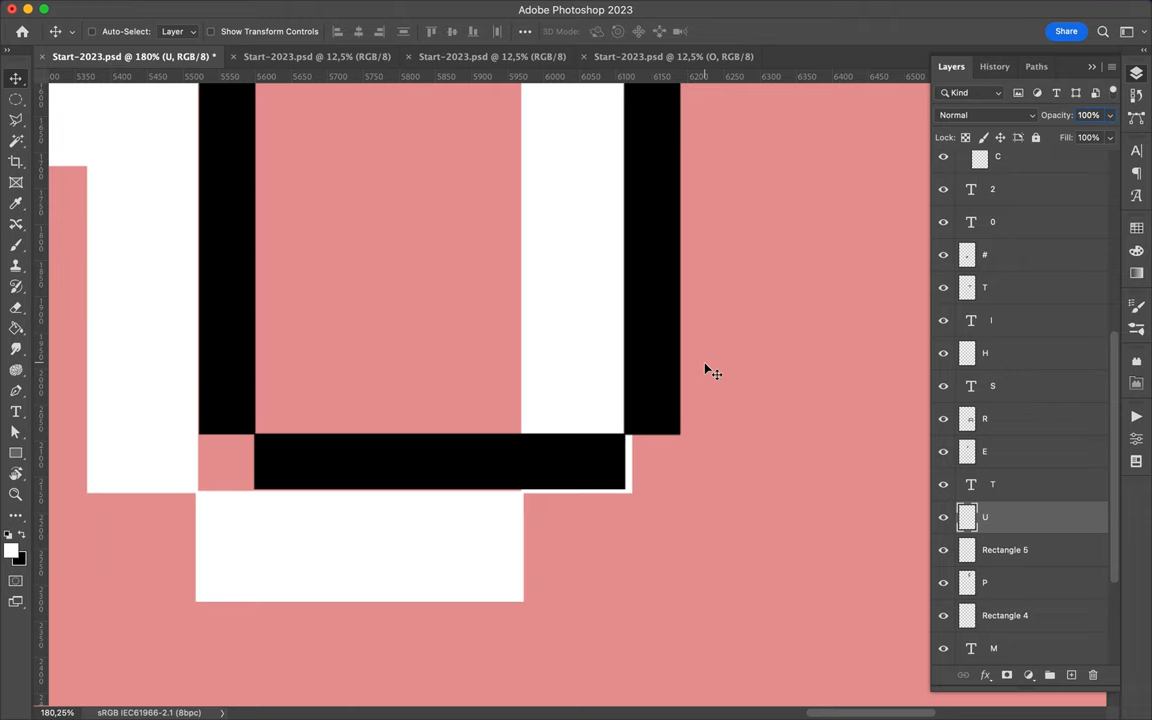 Adobe Photoshop 2023
Auto-Select: Layer Show Transform Controls ••• 3D Mode: Share
Start-2023.psd @ 180% (U, RGB/8) * Start-2023.psd @ 12,5% (RGB/8) Start-2023.psd @ 12,5% (RGB/8) Start-2023.psd @ 12,5% (O, RGB/8)
5350 5400 5450 5500 5550 5600 5650 5700 5750 5800 5850 5900 5950 6000 6050 6100 6150 6200 6250 6300 6350 6400 6450 6500
Layers History Paths
Kind
Normal Opacity: 100%
Lock: Fill: 100%
C
2
0
#
T
I
H
S
R
E
T
U
Rectangle 5
P
Rectangle 4
M
180,25% sRGB IEC61966-2.1 (8bpc)